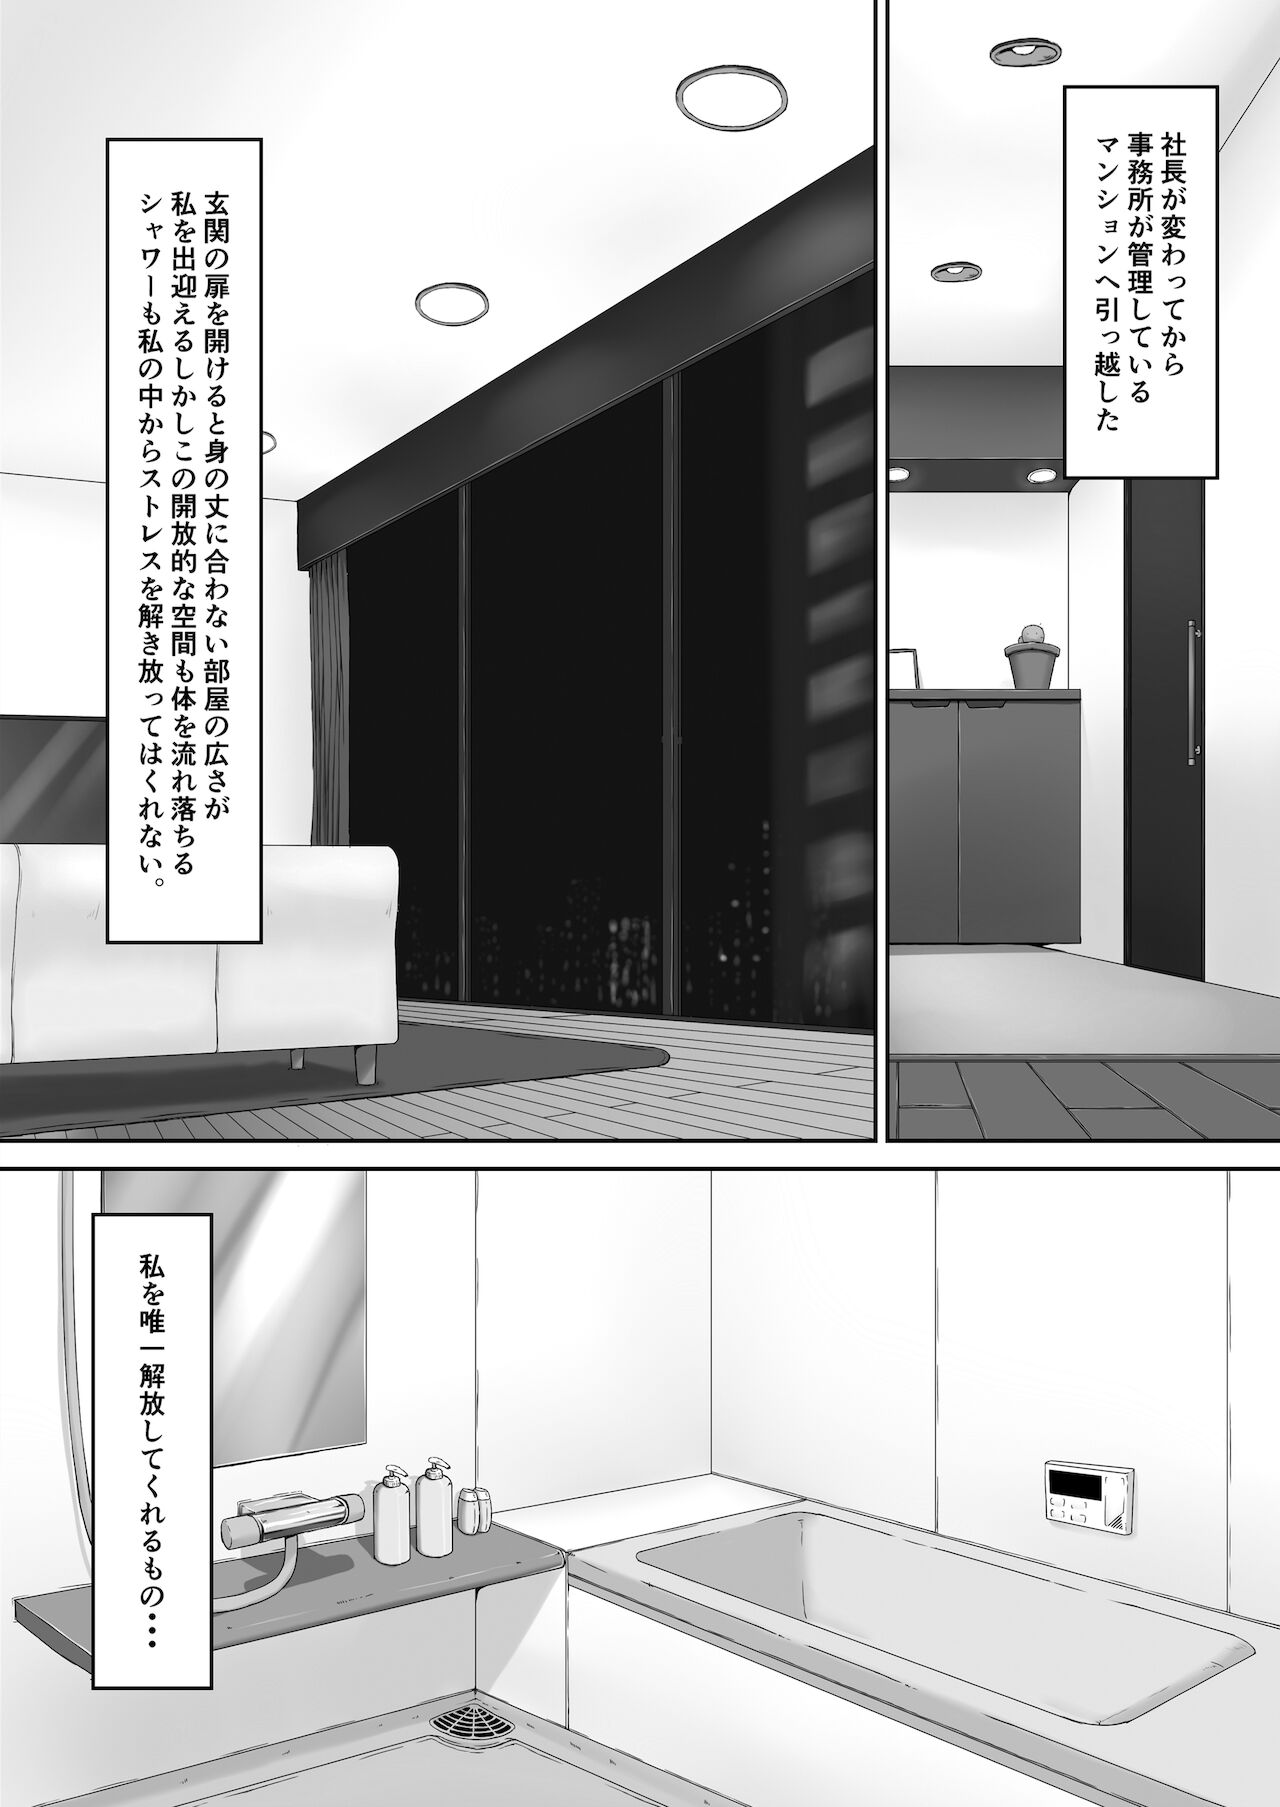 社長が変わってから
事務所が管理している
マンションへ引っ越した
玄関の扉を開けると身の丈に合わない部屋の広さが
私を出迎えるしかしこの開放的な空間も体を流れ落ちる
シャワーも私の中からストレスを解き放ってはくれない。
私を唯一解放してくれるもの・・・